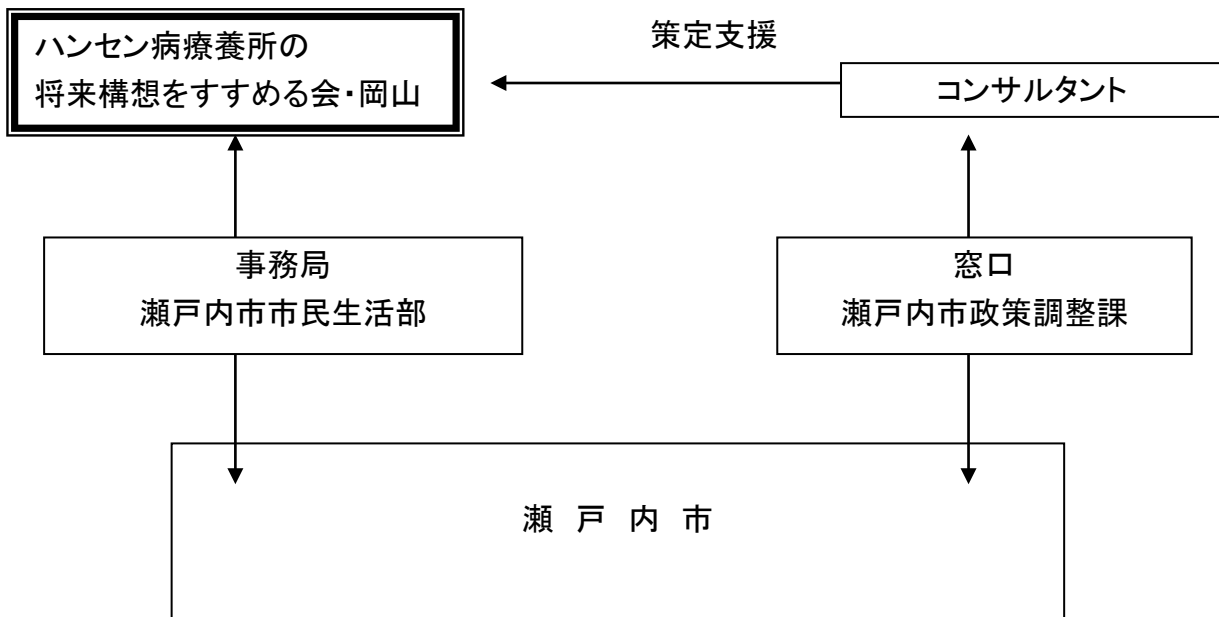 ハンセン病療養所の
将来構想をすすめる会・岡山
策定支援
コンサルタント
事務局
瀬戸内市市民生活部
窓口
瀬戸内市政策調整課
瀬戸内市